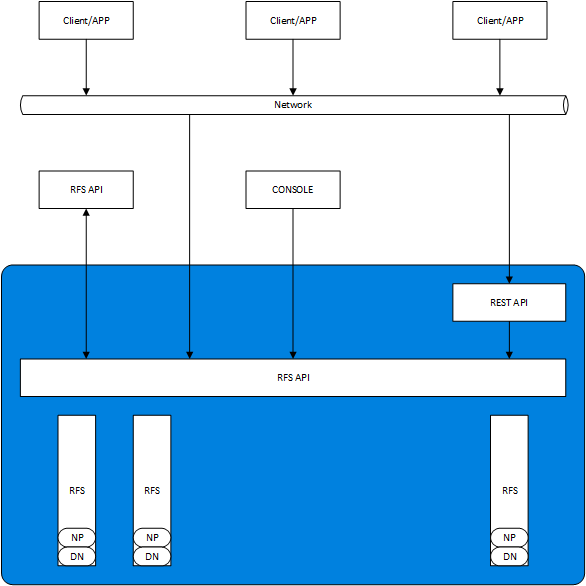 Client/APP
Client/APP
Client/APP
Network
RFS API
CONSOLE
REST API
RFS API
RFS
RFS
RFS
NP
NP
NP
DN
DN
DN